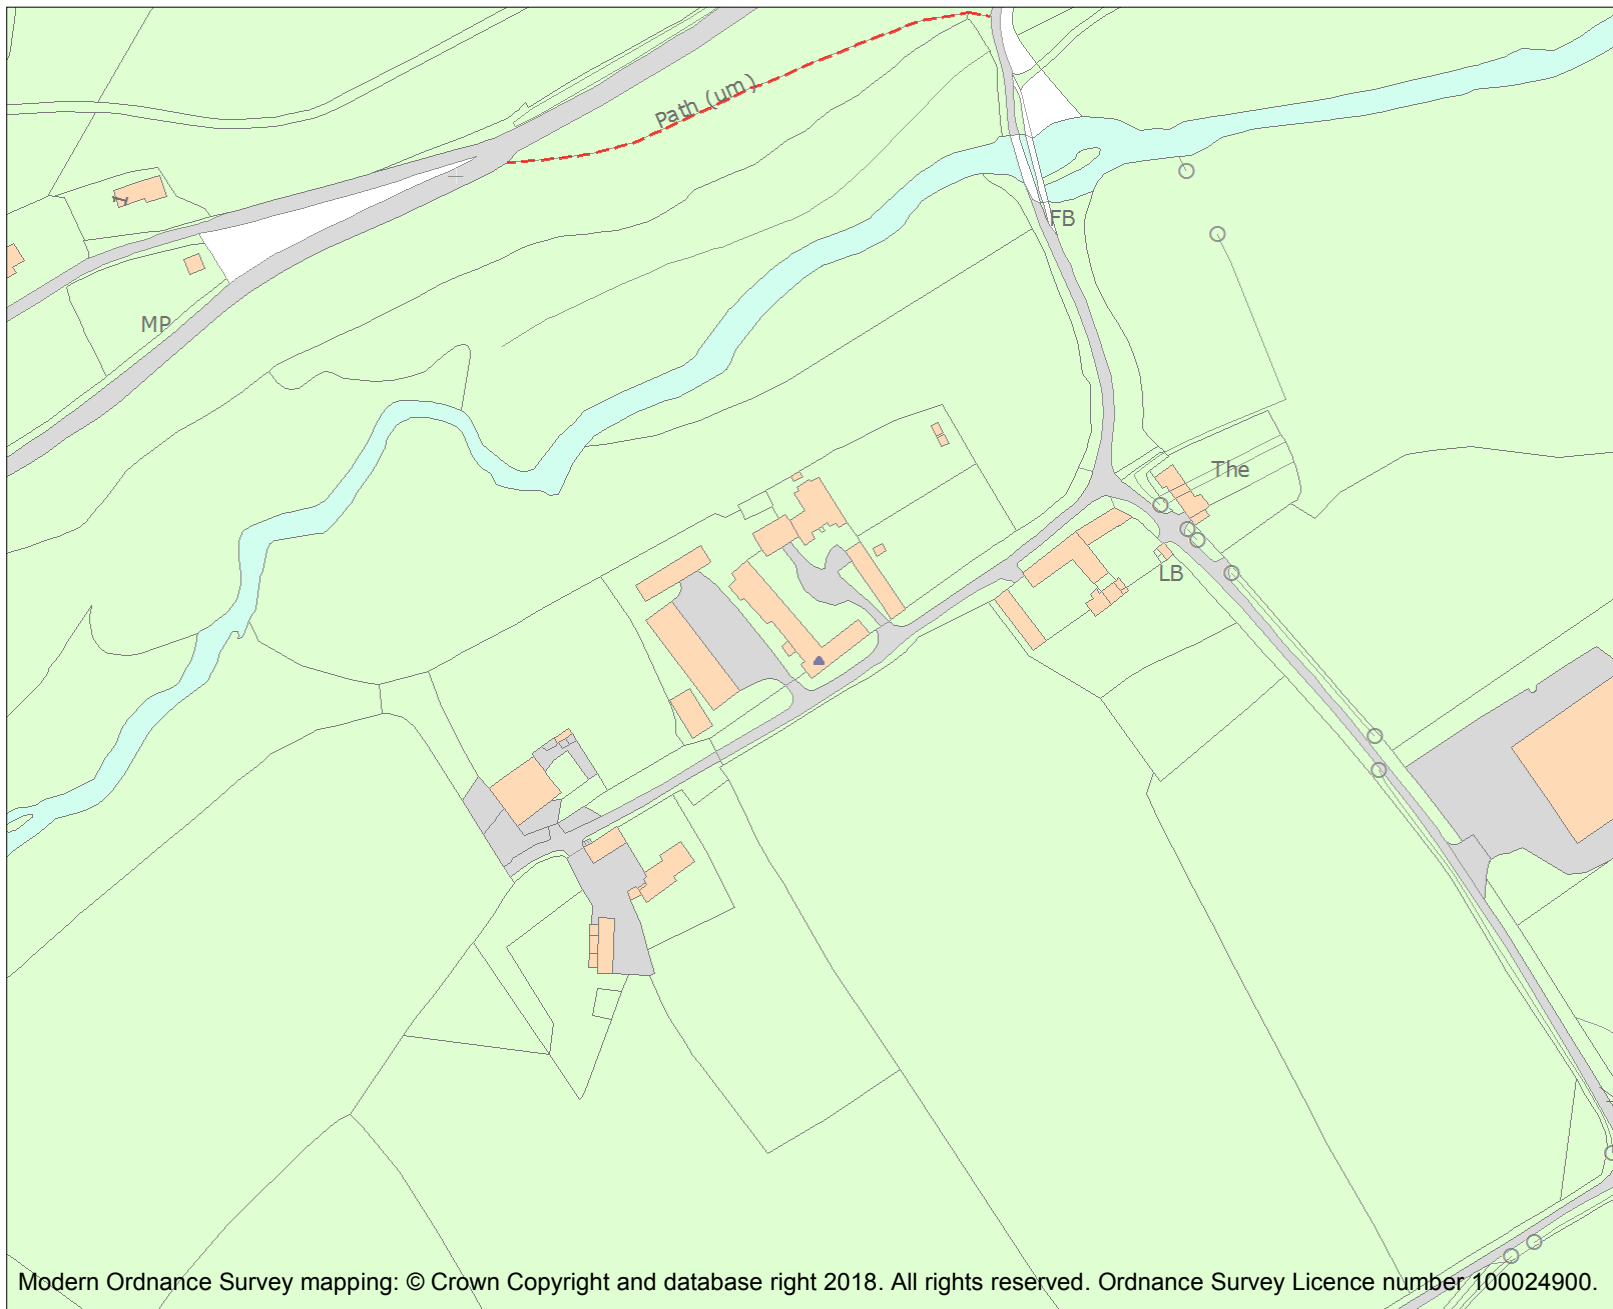 Path (um)
FB
MP
The
LB
Modern Ordnance Survey mapping: © Crown Copyright and database right 2018. All rights reserved. Ordnance Survey Licence number 100024900.